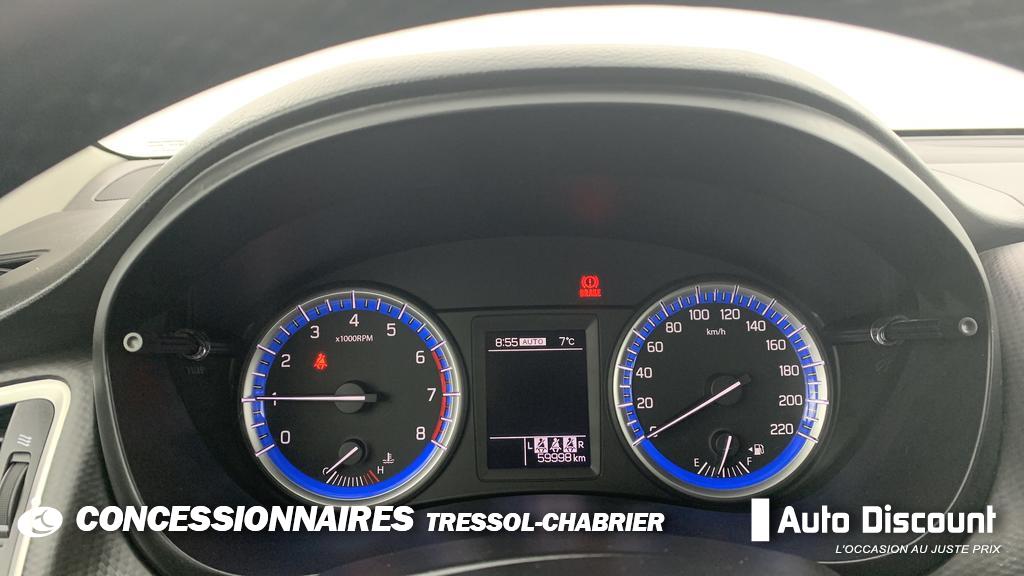 BRAKE
0 1 2 3 4 5 6 7 8
x1000RPM
C H
8:55 AUTO 7°C
L R
59998 km
20 40 60 80 100 120 140 160 180 200 220
km/h
E F
CONCESSIONNAIRES TRESSOL-CHABRIER
Auto Discount
L'OCCASION AU JUSTE PRIX